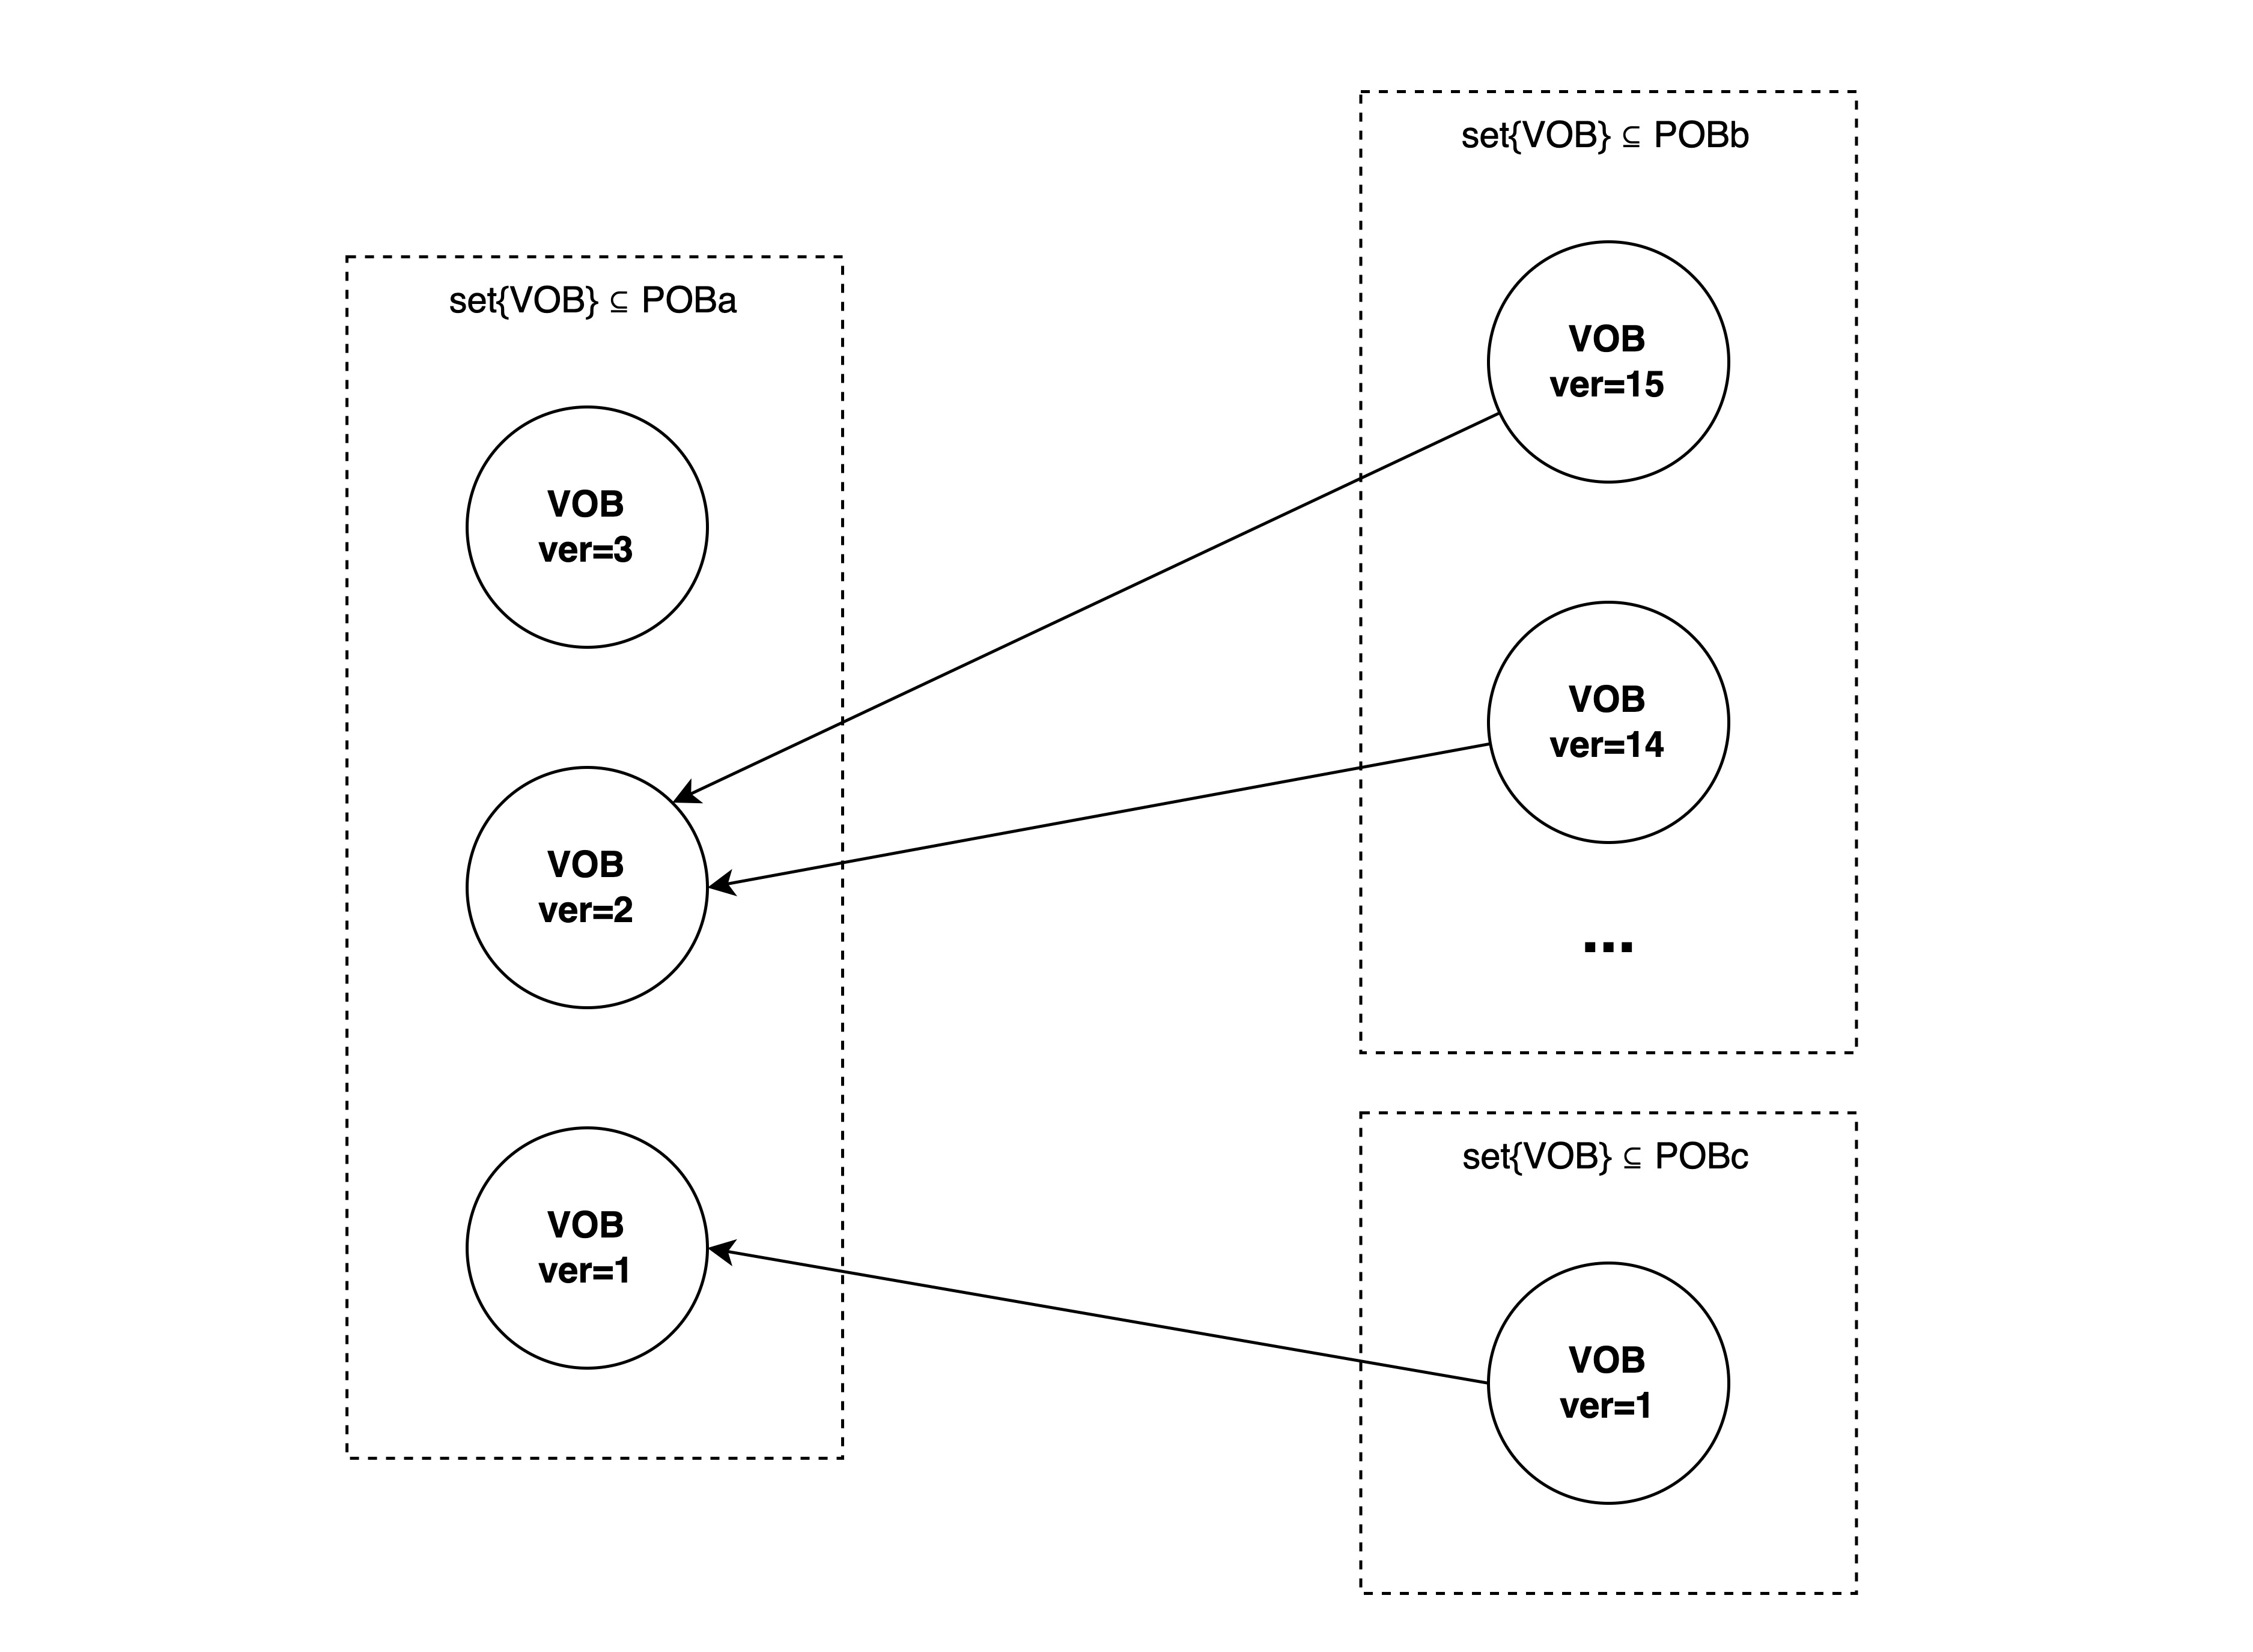 set{VOB} ⊆ POBa
VOB
ver=3
VOB
ver=2
VOB
ver=1
set{VOB} ⊆ POBb
VOB
ver=15
VOB
ver=14
...
set{VOB} ⊆ POBc
VOB
ver=1